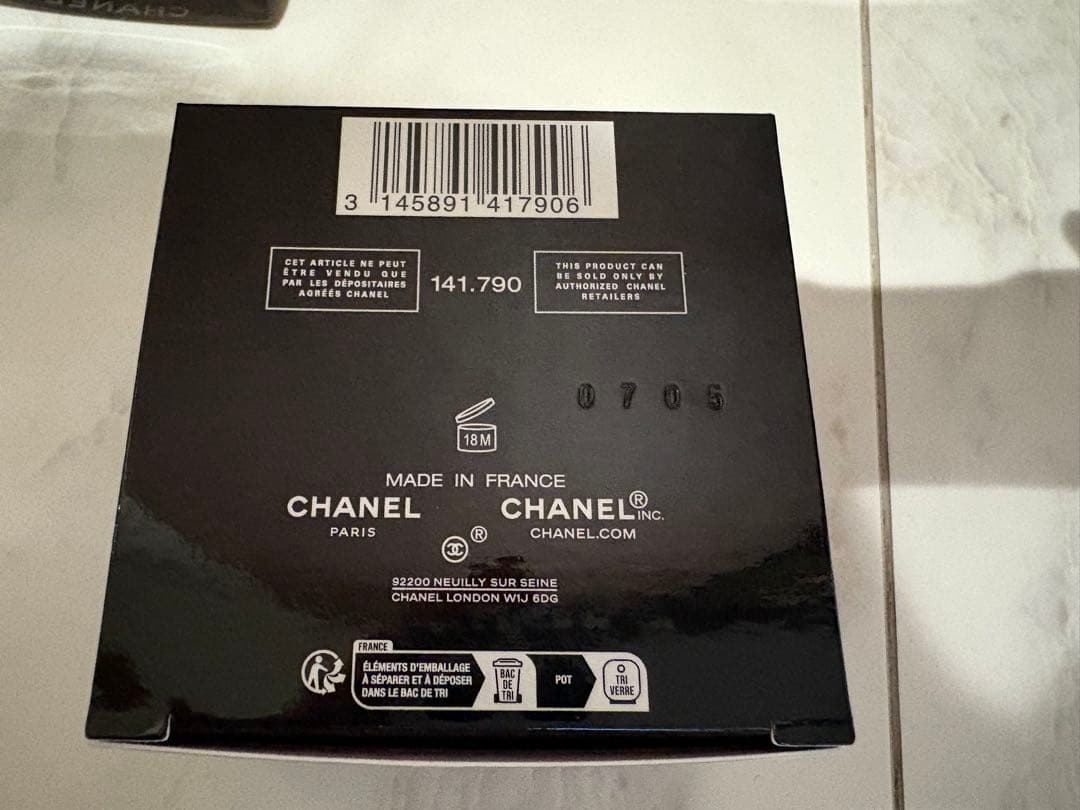 CHANEL
3 145891 417906
CET ARTICLE NE PEUT
ÊTRE VENDU QUE
PAR LES DÉPOSITAIRES
AGRÉÉS CHANEL
141.790
THIS PRODUCT CAN
BE SOLD ONLY BY
AUTHORIZED CHANEL
RETAILERS
0705
18M
MADE IN FRANCE
CHANEL
PARIS
CHANEL® INC.
CHANEL.COM
®
92200 NEUILLY SUR SEINE
CHANEL LONDON W1J 6DG
FRANCE
ÉLÉMENTS D'EMBALLAGE
À SÉPARER ET À DÉPOSER
DANS LE BAC DE TRI
BAC
DE
TRI
POT
TRI
VERRE